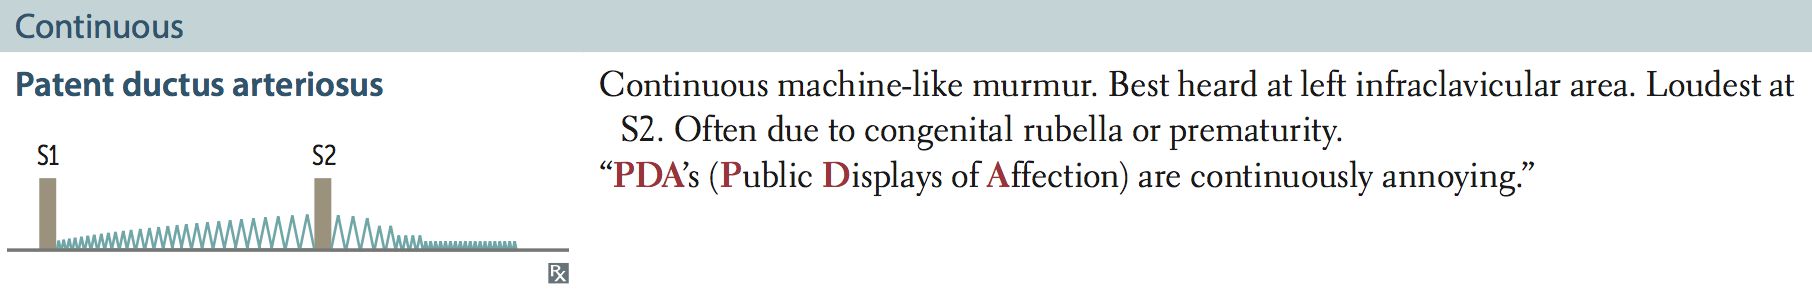 Continuous
Patent ductus arteriosus
S1 S2
℞
Continuous machine-like murmur. Best heard at left infraclavicular area. Loudest at
S2. Often due to congenital rubella or prematurity.
“PDA’s (Public Displays of Affection) are continuously annoying.”